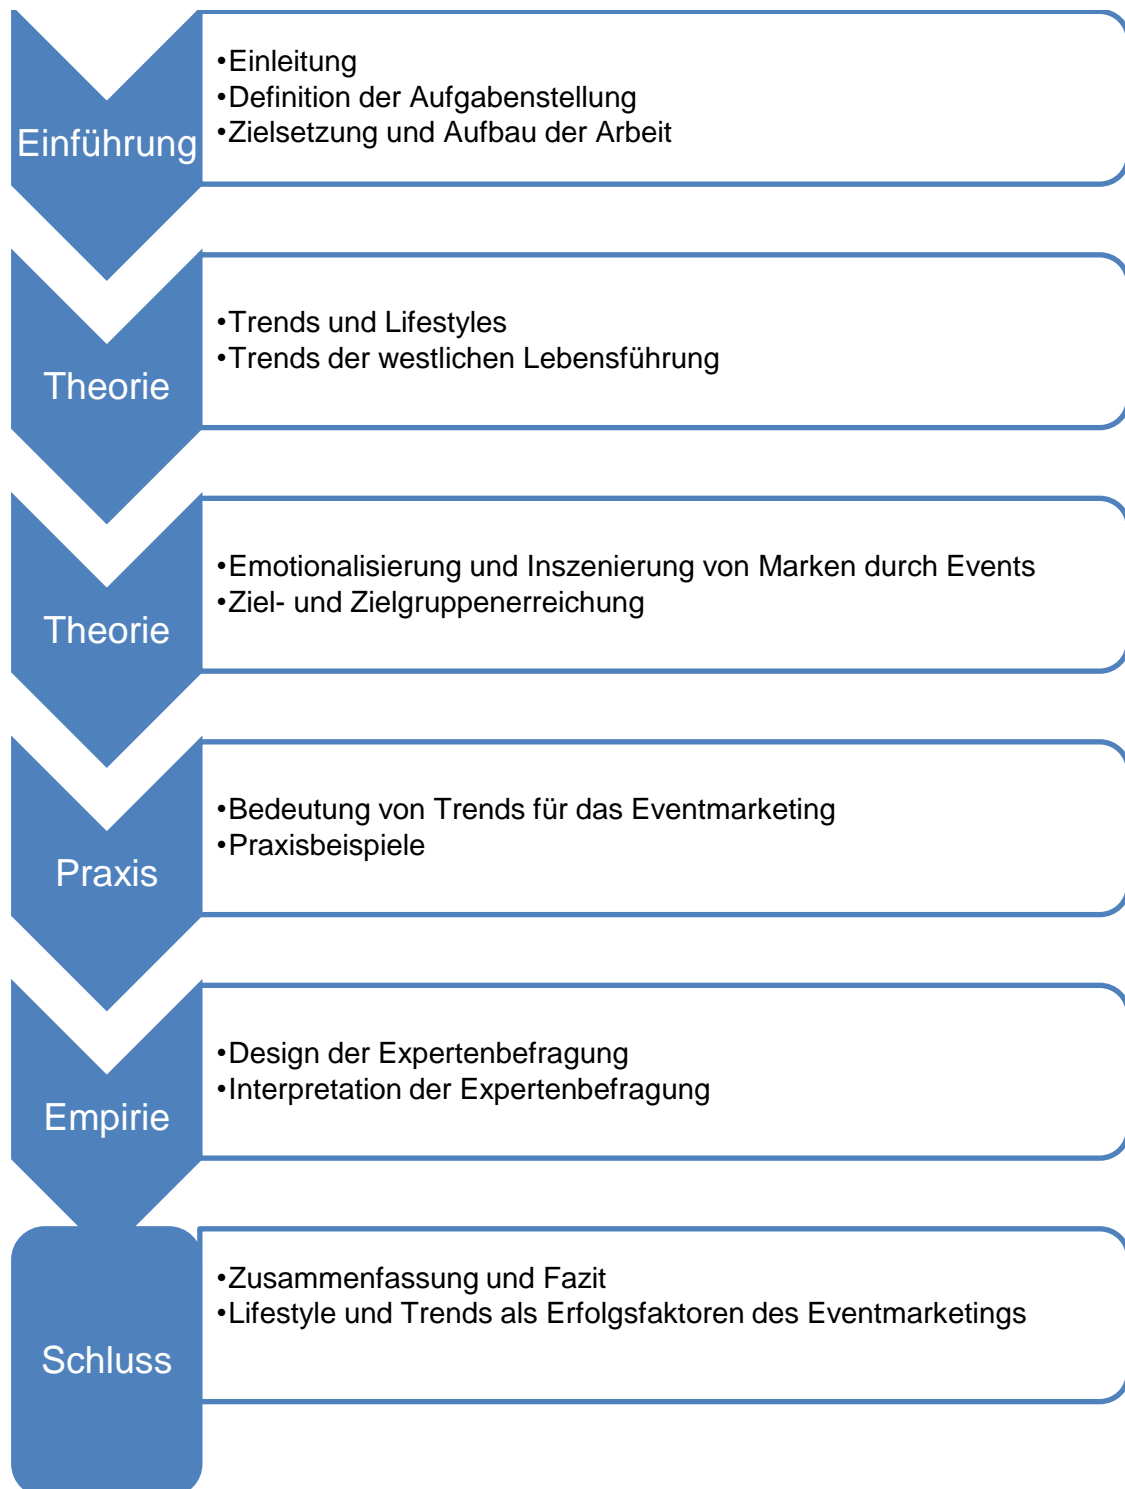 Einführung
•Einleitung
•Definition der Aufgabenstellung
•Zielsetzung und Aufbau der Arbeit
Theorie
•Trends und Lifestyles
•Trends der westlichen Lebensführung
Theorie
•Emotionalisierung und Inszenierung von Marken durch Events
•Ziel- und Zielgruppenerreichung
Praxis
•Bedeutung von Trends für das Eventmarketing
•Praxisbeispiele
Empirie
•Design der Expertenbefragung
•Interpretation der Expertenbefragung
Schluss
•Zusammenfassung und Fazit
•Lifestyle und Trends als Erfolgsfaktoren des Eventmarketings